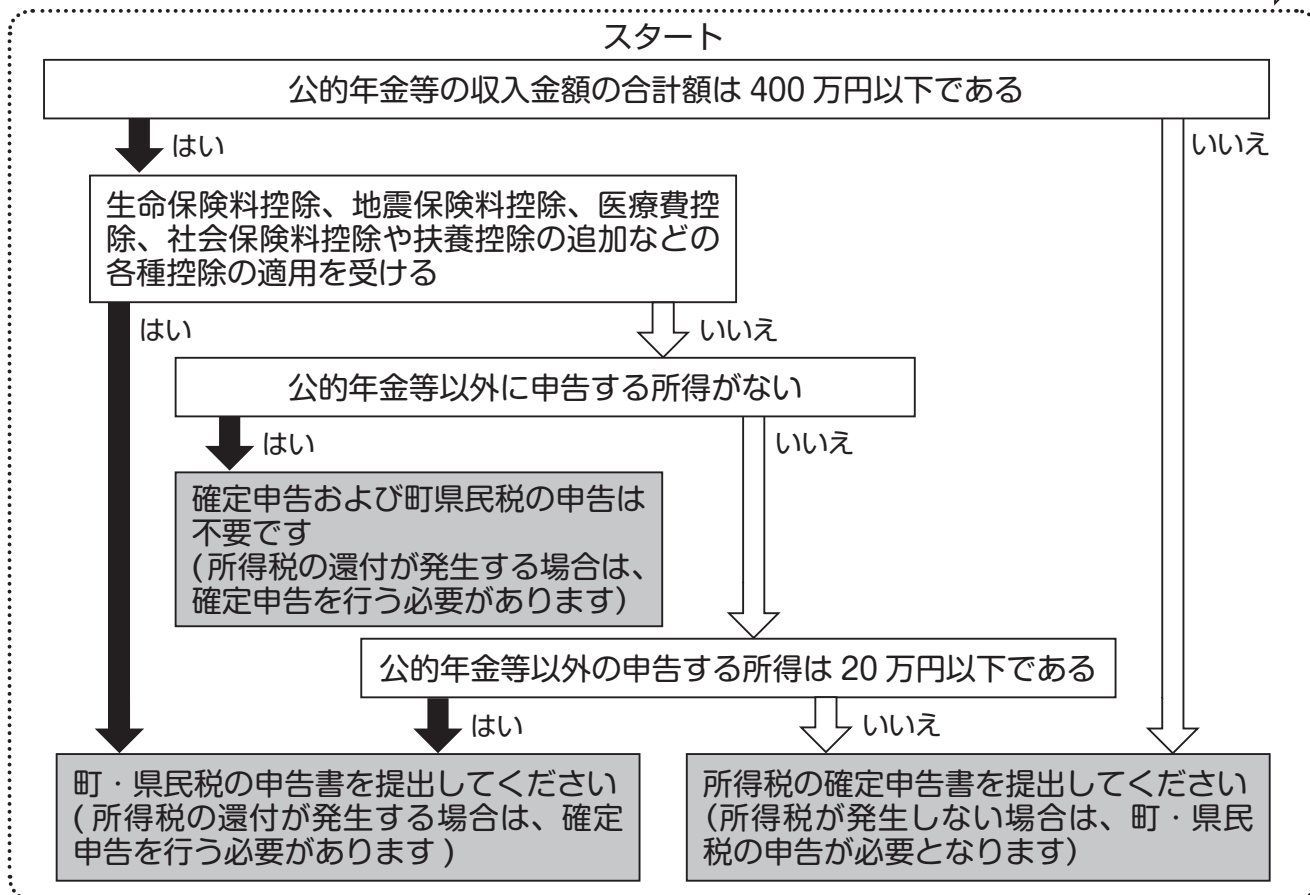 スタート
公的年金等の収入金額の合計額は 400 万円以下である
はい
いいえ
生命保険料控除、地震保険料控除、医療費控
除、社会保険料控除や扶養控除の追加などの
各種控除の適用を受ける
はい
いいえ
公的年金等以外に申告する所得がない
はい
いいえ
確定申告および町県民税の申告は
不要です
(所得税の還付が発生する場合は、
確定申告を行う必要があります)
公的年金等以外の申告する所得は 20 万円以下である
はい
いいえ
町・県民税の申告書を提出してください
( 所得税の還付が発生する場合は、確定
申告を行う必要があります )
所得税の確定申告書を提出してください
(所得税が発生しない場合は、町・県民
税の申告が必要となります)